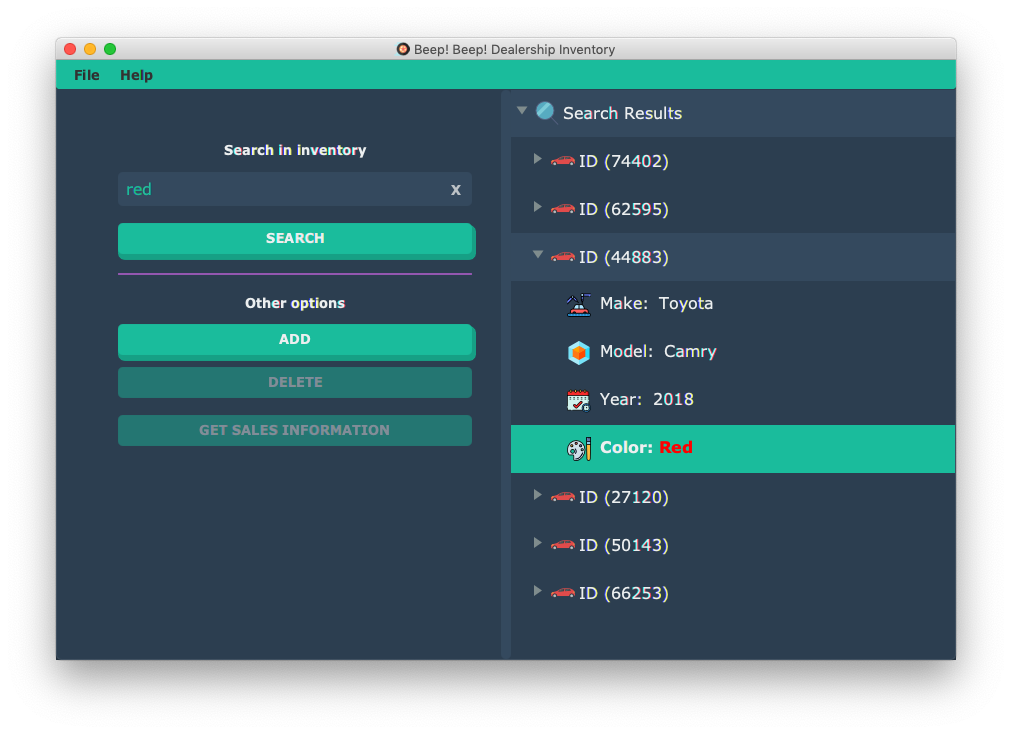 Beep! Beep! Dealership Inventory
File Help
Search in inventory
red X
SEARCH
Other options
ADD
DELETE
GET SALES INFORMATION
Search Results
ID (74402)
ID (62595)
ID (44883)
Make: Toyota
Model: Camry
Year: 2018
Color: Red
ID (27120)
ID (50143)
ID (66253)